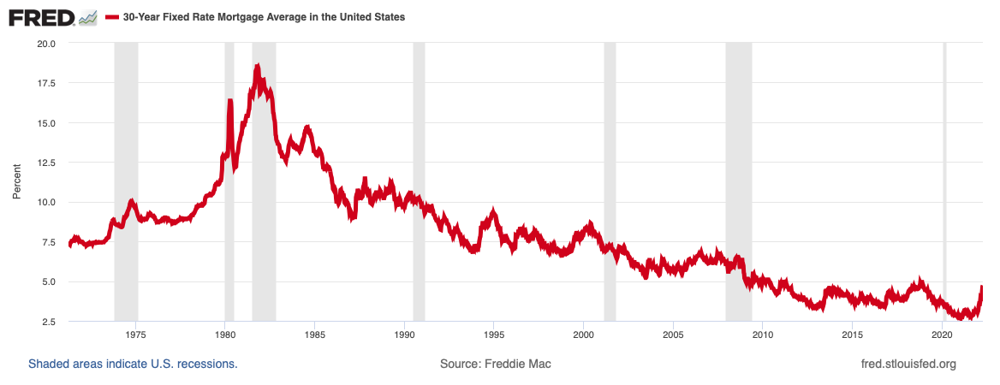 FRED 30-Year Fixed Rate Mortgage Average in the United States
20.0
17.5
15.0
12.5
10.0
7.5
5.0
2.5
Percent
1975 1980 1985 1990 1995 2000 2005 2010 2015 2020
Shaded areas indicate U.S. recessions. Source: Freddie Mac fred.stlouisfed.org